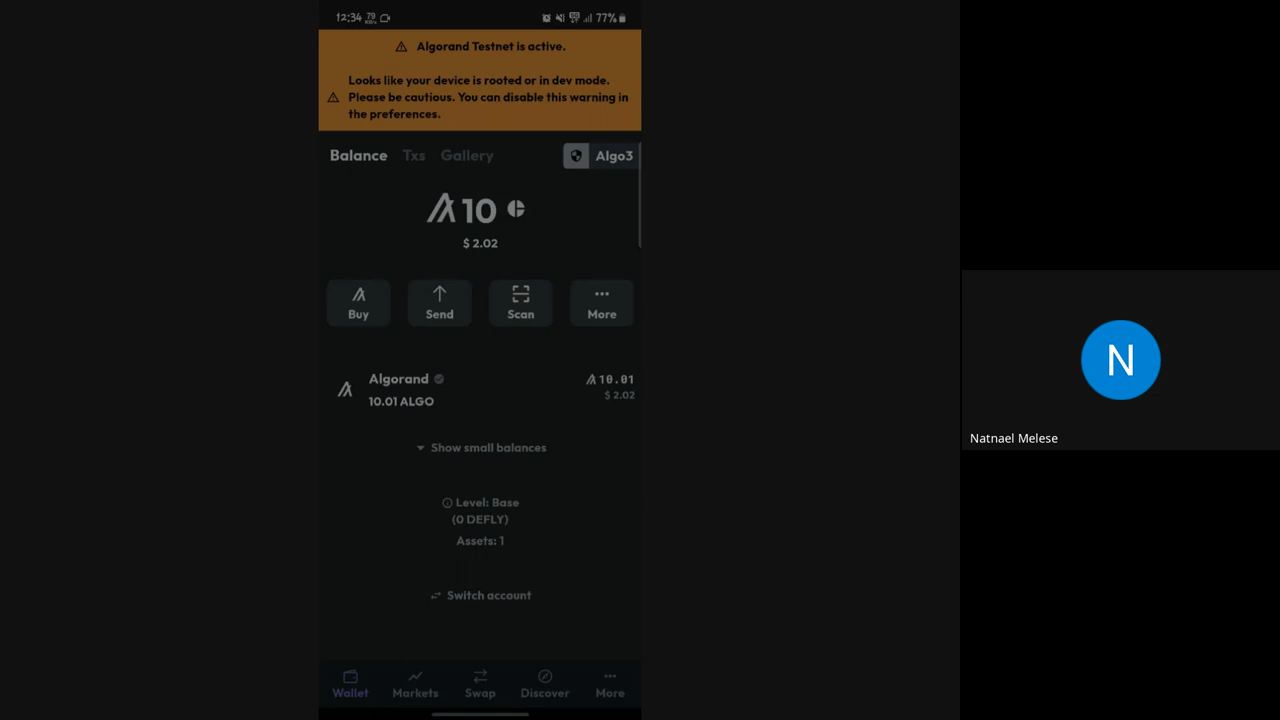 12:34 79 KB/s 77%
Algorand Testnet is active.
Looks like your device is rooted or in dev mode.
Please be cautious. You can disable this warning in
the preferences.
Balance Txs Gallery Algo3
10
$ 2.02
Buy Send Scan More
Algorand 10.01
10.01 ALGO $ 2.02
Show small balances
Level: Base
(0 DEFLY)
Assets: 1
Switch account
Wallet Markets Swap Discover More
N
Natnael Melese